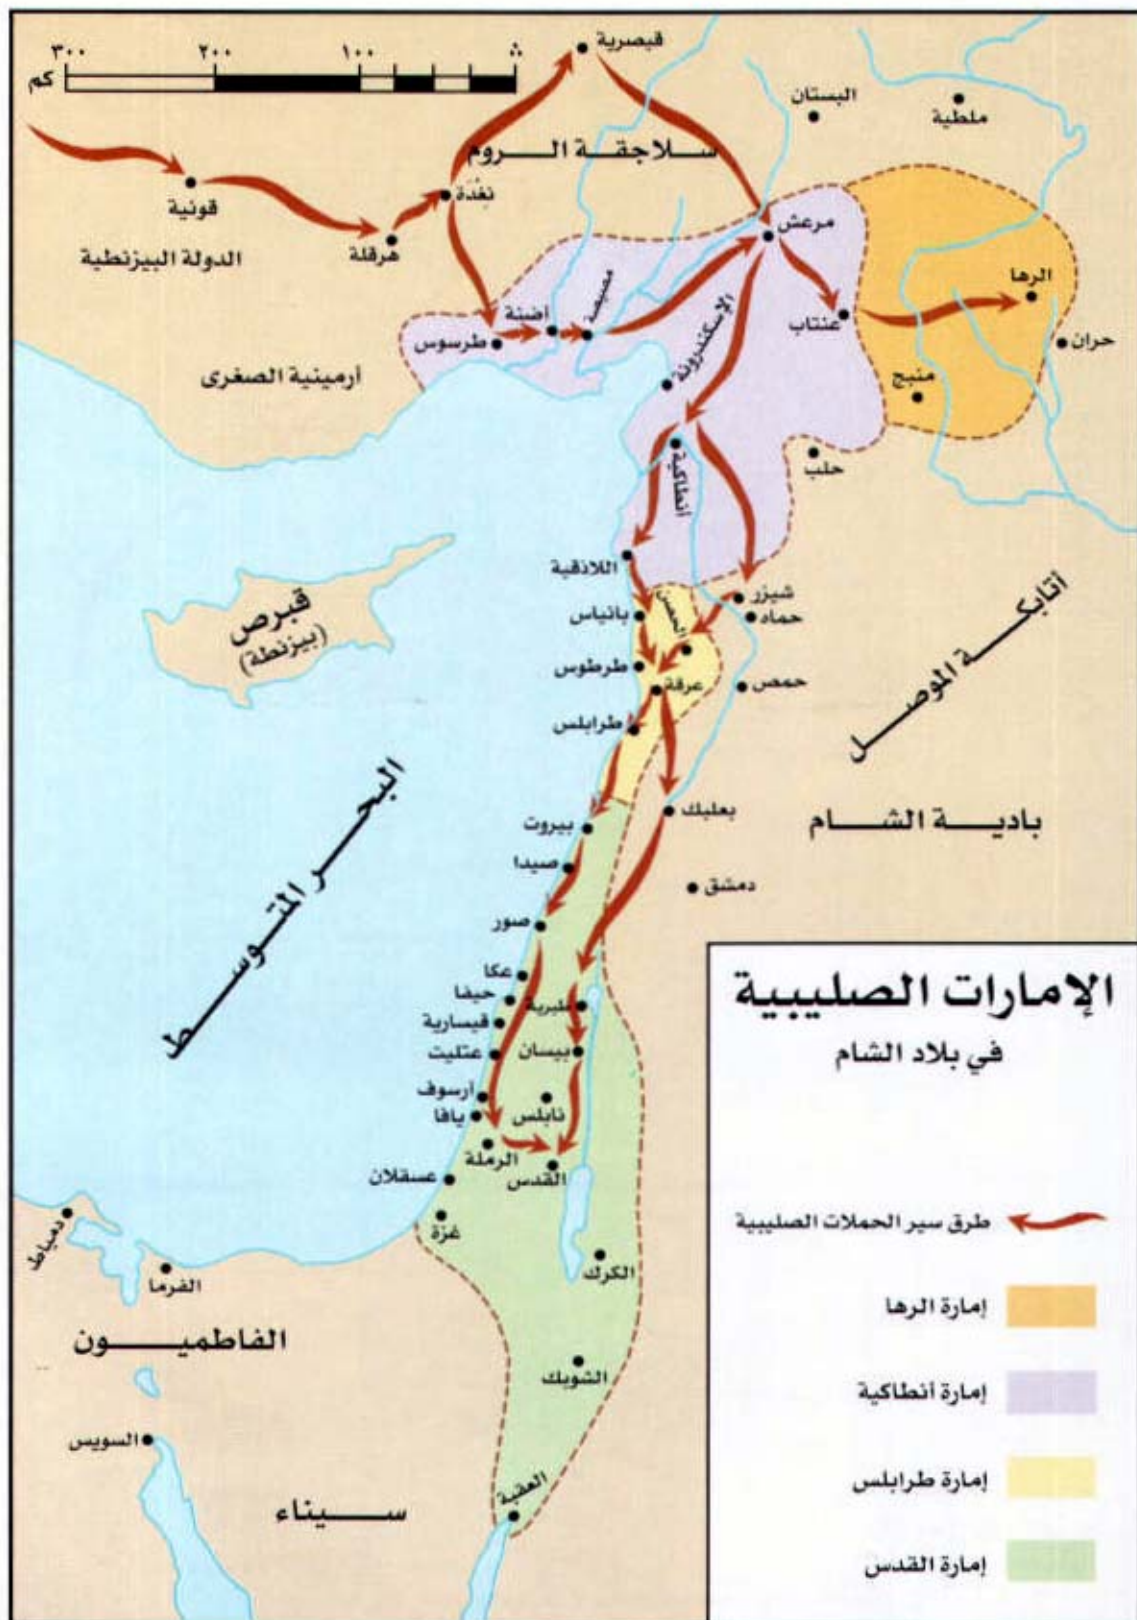 ٣٠٠ ٢٠٠ ١٠٠ ٠
كم
قيصرية
البستان
ملطية
سلاجقة الروم
قونية
نغدة
هرقلة
مرعش
الدولة البيزنطية
الرها
عنتاب
حران
منبج
طرسوس
أضنة
مصيصة
الإسكندرونة
أرمينية الصغرى
حلب
أنطاكية
اللاذقية
شيزر
حماه
بانياس
الحصن
قبرص
(بيزنطة)
طرطوس
عرقة
حمص
أتابكة الموصل
طرابلس
بعلبك
بادية الشام
بيروت
صيدا
دمشق
البحر المتوسط
صور
عكا
حيفا
طبرية
قيسارية
عتليت
بيسان
أرسوف
يافا
نابلس
الرملة
القدس
عسقلان
غزة
دمياط
الفرما
الكرك
الفاطميون
الشوبك
السويس
سيناء
العقبة
الإمارات الصليبية
في بلاد الشام
طرق سير الحملات الصليبية
إمارة الرها
إمارة أنطاكية
إمارة طرابلس
إمارة القدس